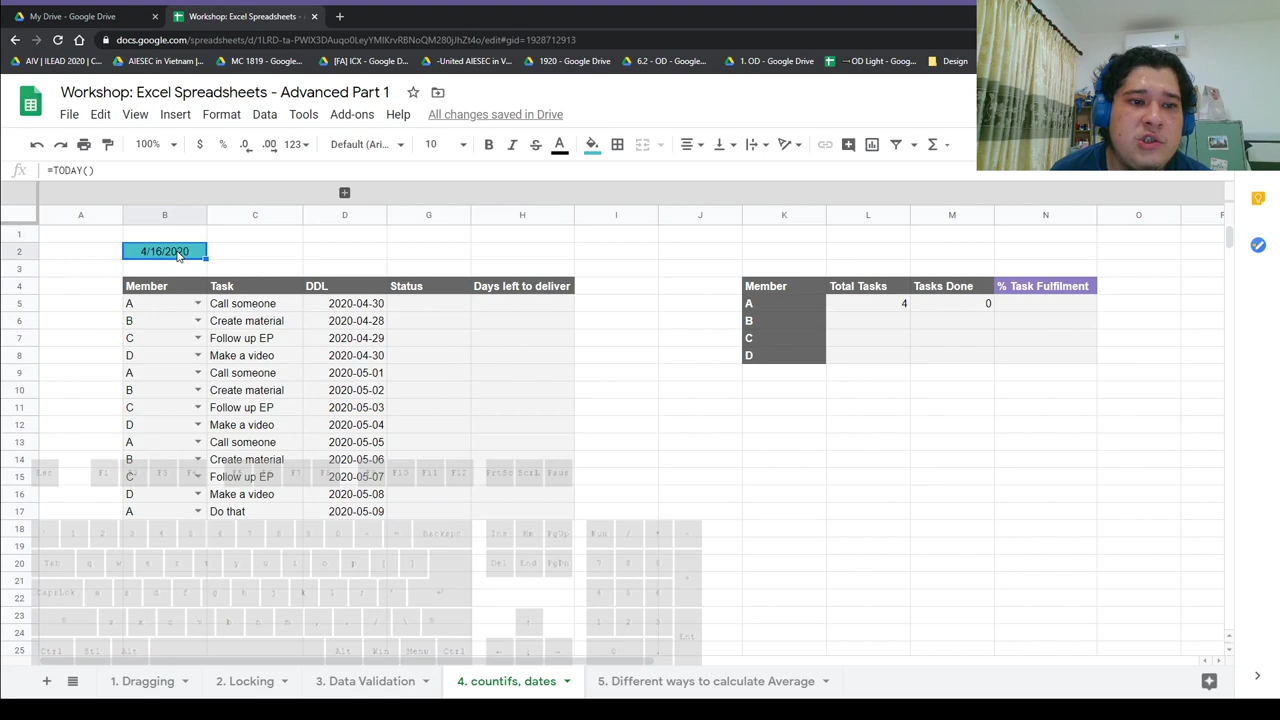 My Drive - Google Drive
Workshop: Excel Spreadsheets -
docs.google.com/spreadsheets/d/1LRD-ta-PWIX3DAuqo0LeyYMIKrvRBNoQM280jJhZt4o/edit#gid=1928712913
AIV | ILEAD 2020 | C...
AIESEC in Vietnam |...
MC 1819 - Google...
[FA] ICX - Google D...
-United AIESEC in V...
1920 - Google Drive
6.2 - OD - Google...
1. OD - Google Drive
OD Light - Goog...
Design
Workshop: Excel Spreadsheets - Advanced Part 1
File Edit View Insert Format Data Tools Add-ons Help All changes saved in Drive
100% $ % .0 .00 123 Default (Ari... 10 B I S A
fx =TODAY()
A B C D G H I J K L M N O
1
2 4/16/2020
3
4 Member Task DDL Status Days left to deliver Member Total Tasks Tasks Done % Task Fulfilment
5 A Call someone 2020-04-30 A 4 0
6 B Create material 2020-04-28 B
7 C Follow up EP 2020-04-29 C
8 D Make a video 2020-04-30 D
9 A Call someone 2020-05-01
10 B Create material 2020-05-02
11 C Follow up EP 2020-05-03
12 D Make a video 2020-05-04
13 A Call someone 2020-05-05
14 B Create material 2020-05-06
15 C Follow up EP 2020-05-07
16 D Make a video 2020-05-08
17 A Do that 2020-05-09
18
19
20
21
22
23
24
25
1. Dragging
2. Locking
3. Data Validation
4. countifs, dates
5. Different ways to calculate Average